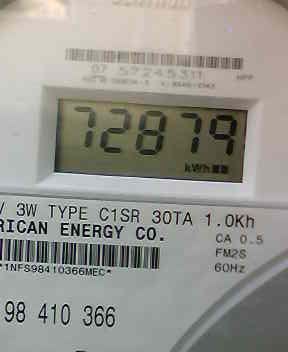 07 57245311
72879
kWh
V 3W TYPE C1SR 30TA 1.0Kh
RICAN ENERGY CO.
CA 0.5
FM2S
60Hz
*1NFS98410366MEC*
98 410 366